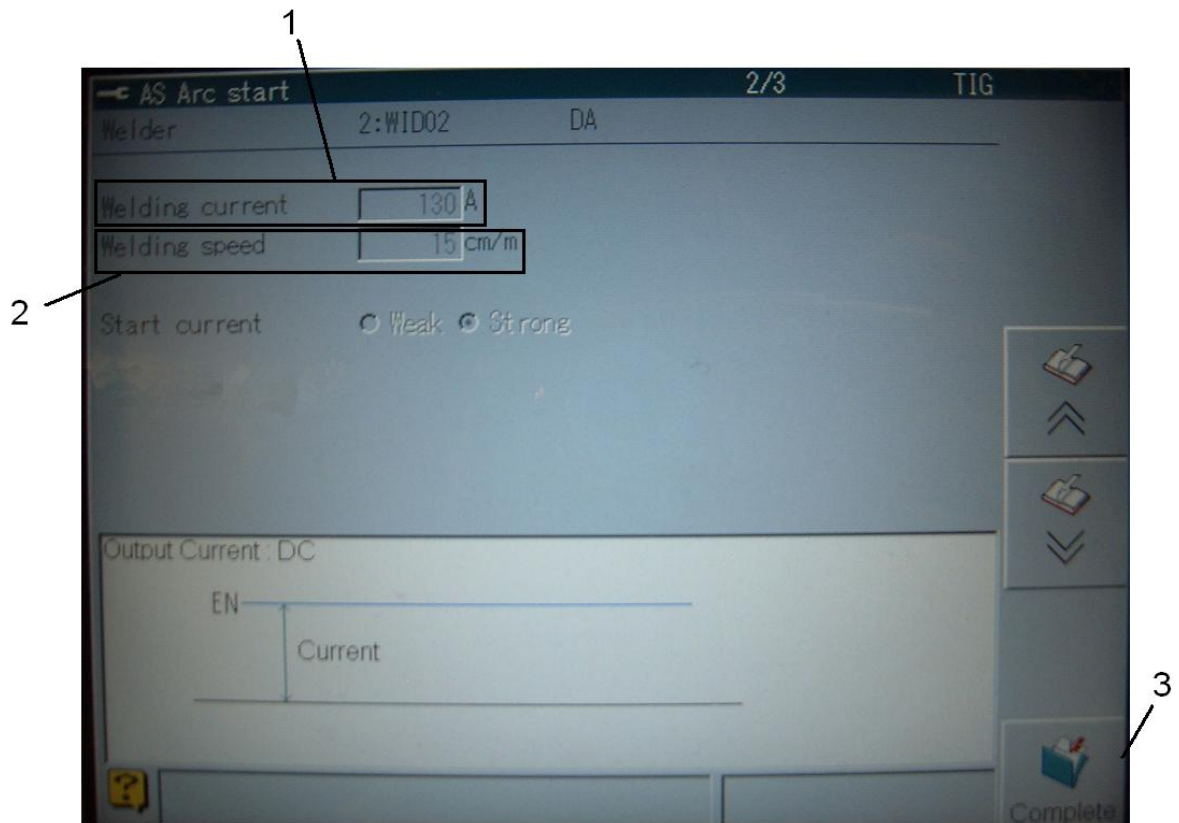 1
AS Arc start 2/3 TIG
Welder 2:WID02 DA
Welding current 130 A
Welding speed 15 cm/m
2
Start current Weak Strong
Output Current : DC
EN
Current
3
?
Complete